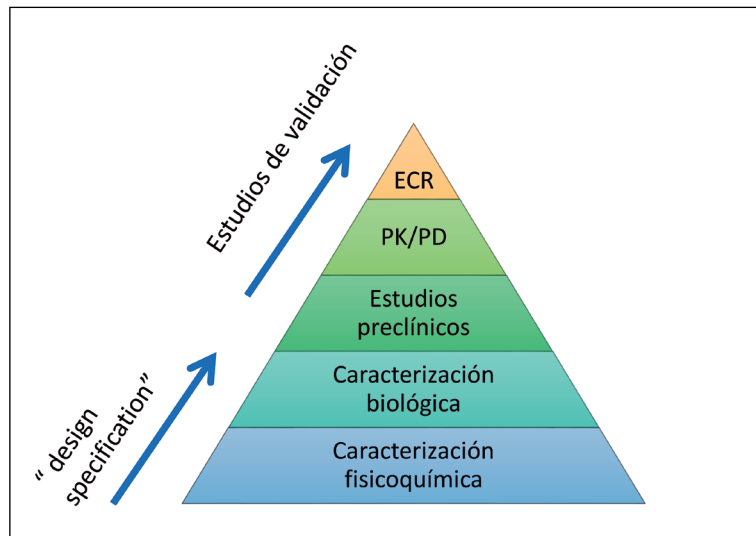 Estudios de validación
“ design
specification”
ECR
PK/PD
Estudios
preclínicos
Caracterización
biológica
Caracterización
fisicoquímica